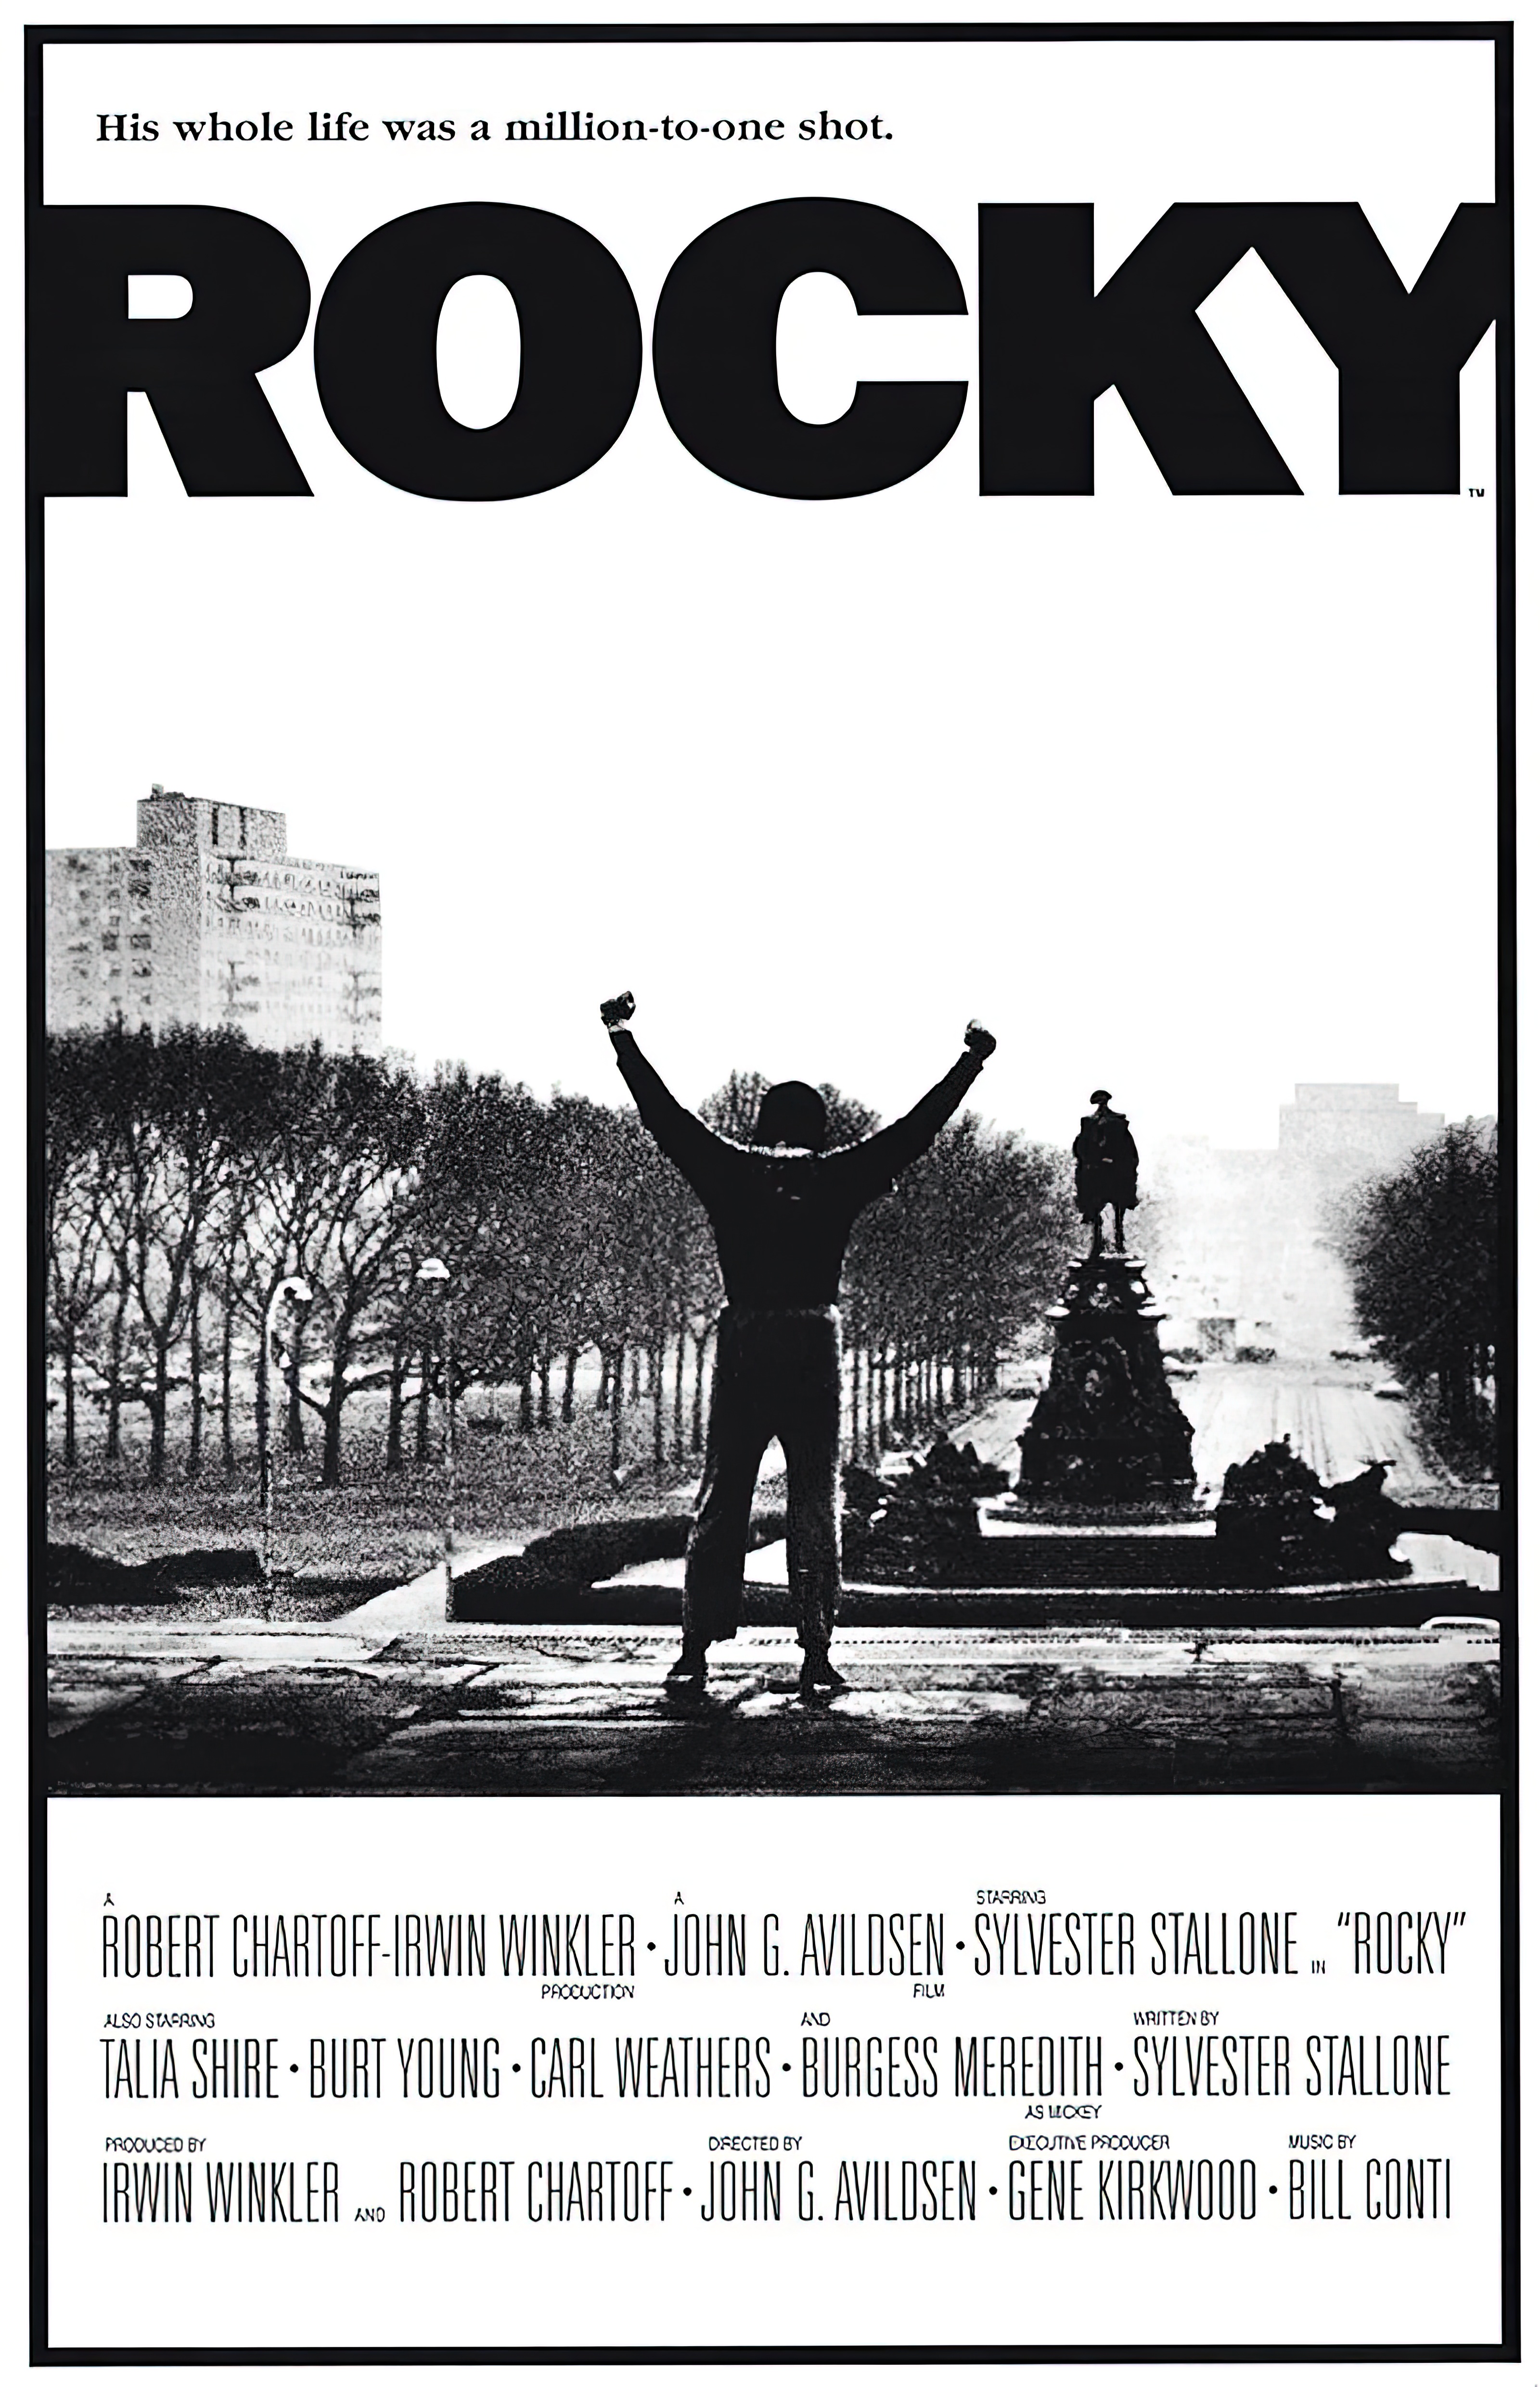 His whole life was a million-to-one shot.
ROCKY
TM
A STARRING A
ROBERT CHARTOFF-IRWIN WINKLER • JOHN G. AVILDSEN • SYLVESTER STALLONE IN "ROCKY"
PRODUCTION FILM
ALSO STARRING AND WRITTEN BY
TALIA SHIRE • BURT YOUNG • CARL WEATHERS • BURGESS MEREDITH • SYLVESTER STALLONE
AS MICKEY
PRODUCED BY DIRECTED BY EXECUTIVE PRODUCER MUSIC BY
IRWIN WINKLER AND ROBERT CHARTOFF • JOHN G. AVILDSEN • GENE KIRKWOOD • BILL CONTI